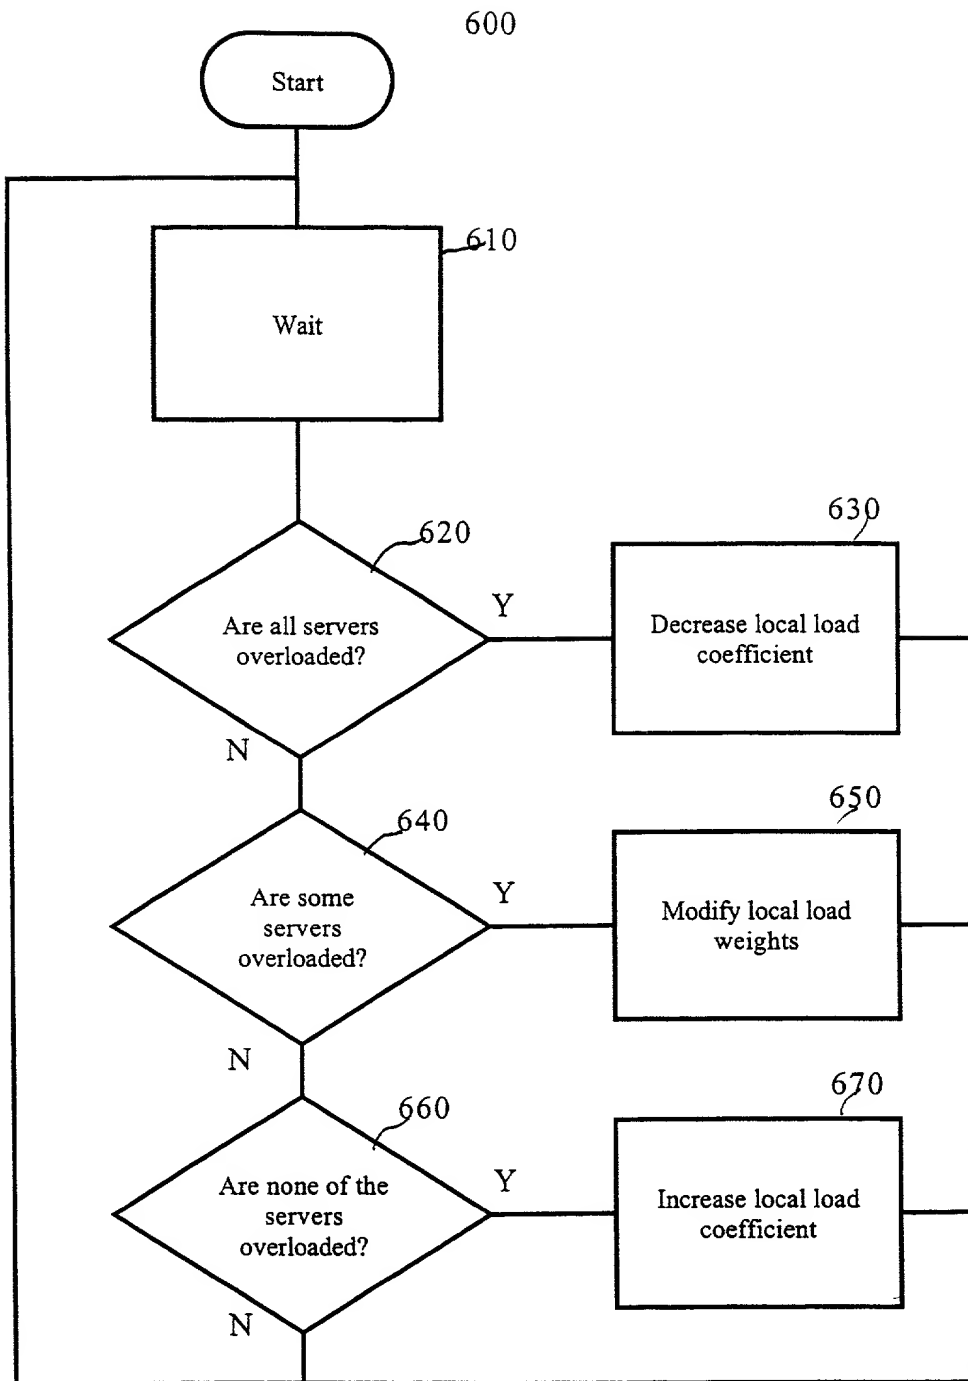 600
Start
610
Wait
620
Are all servers
overloaded?
Y
N
630
Decrease local load
coefficient
640
Are some
servers
overloaded?
Y
N
650
Modify local load
weights
660
Are none of the
servers
overloaded?
Y
N
670
Increase local load
coefficient